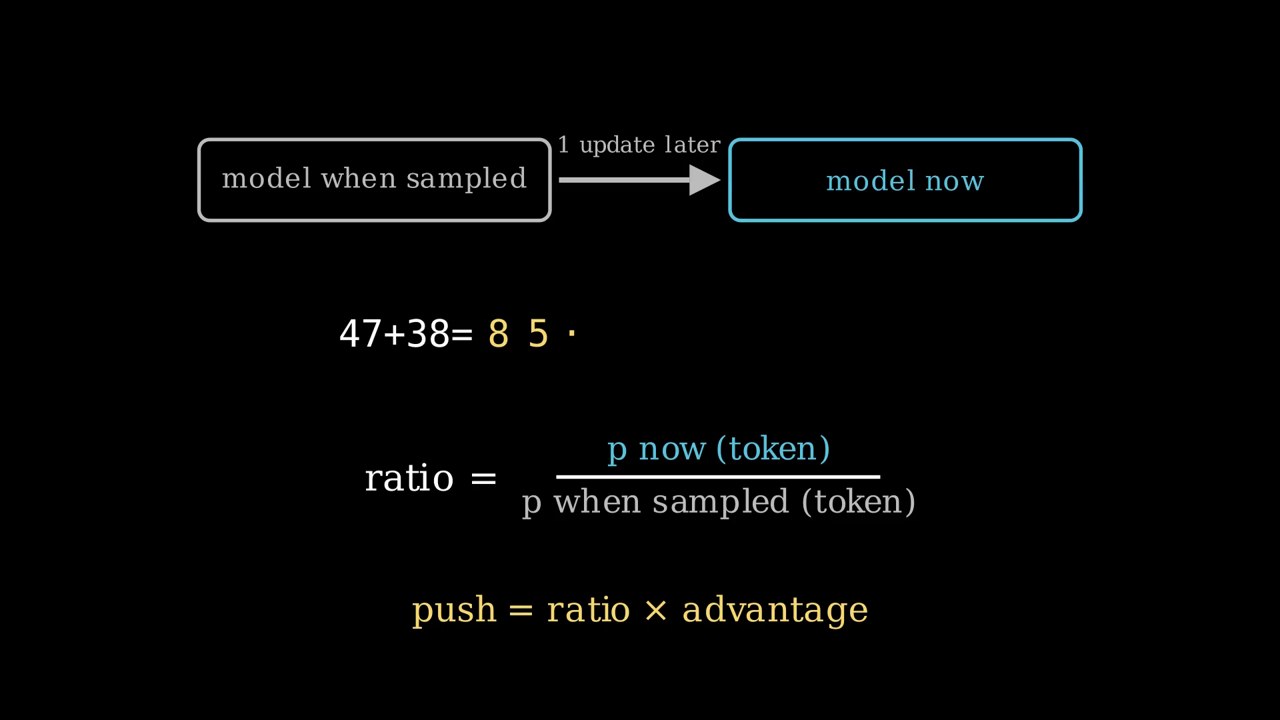 1 update later
model when sampled
model now
47+38= 8 5 ·
p now (token)
ratio =
p when sampled (token)
push = ratio × advantage